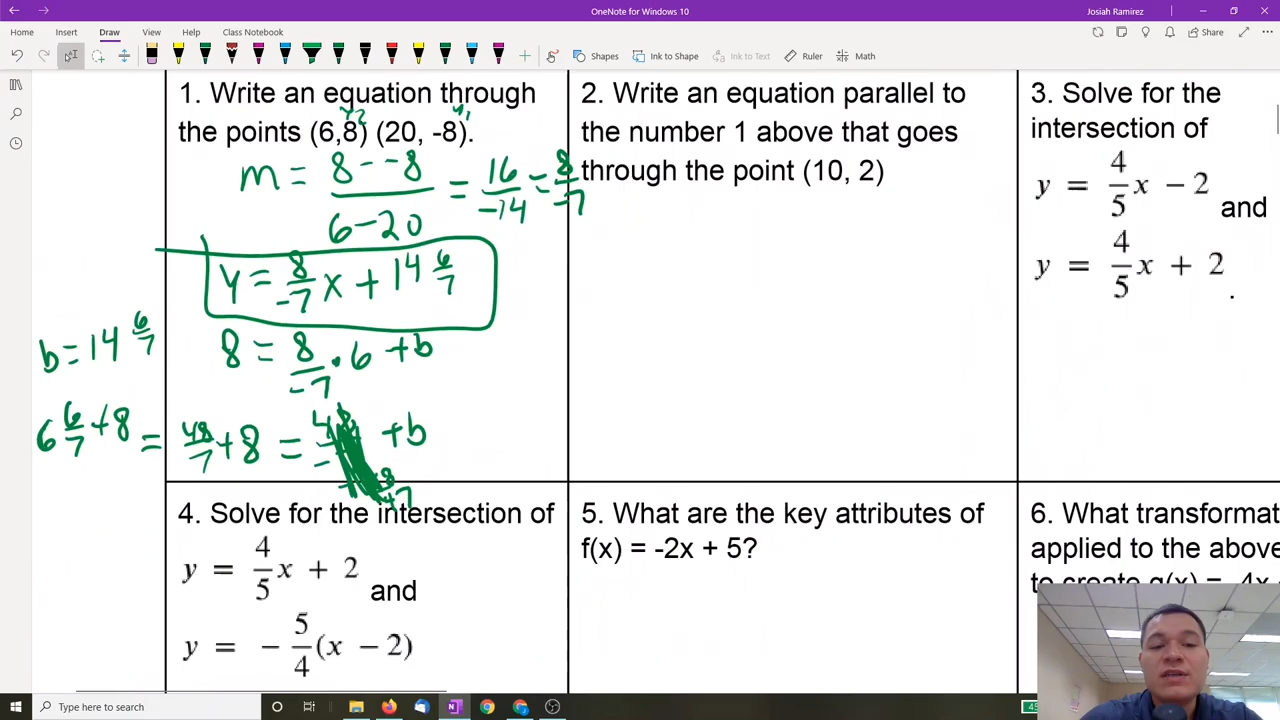 OneNote for Windows 10
Josiah Ramirez
Home Insert Draw View Help Class Notebook
Share
Shapes Ink to Shape Ink to Text Ruler Math
1. Write an equation through
the points (6,8) (20, -8).
m = 8 - -8 / 6 - 20 = 16/-14 = 8/-7
y = 8/-7 x + 14 6/7
8 = 8/-7 · 6 + b
b = 14 6/7
6 6/7 + 8 = 48/7 + 8 = + b
2. Write an equation parallel to
the number 1 above that goes
through the point (10, 2)
3. Solve for the
intersection of
y = 4/5 x - 2
and
y = 4/5 x + 2
.
4. Solve for the intersection of
y = 4/5 x + 2 and
y = - 5/4 (x - 2)
5. What are the key attributes of
f(x) = -2x + 5?
6. What transformat
applied to the above
Type here to search